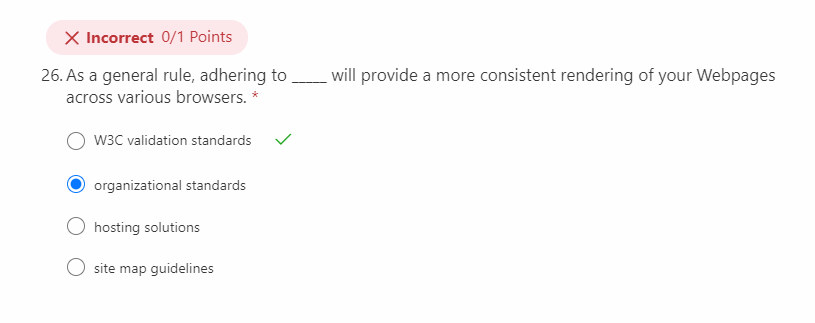 Incorrect 0/1 Points
26. As a general rule, adhering to _____ will provide a more consistent rendering of your Webpages
across various browsers. *
W3C validation standards
organizational standards
hosting solutions
site map guidelines